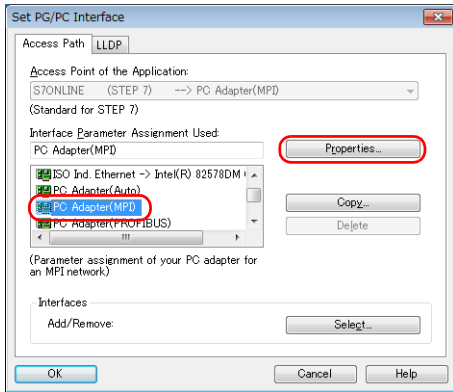 Set PG/PC Interface
Access Path LLDP
Access Point of the Application:
S7ONLINE (STEP 7) --> PC Adapter(MPI)
(Standard for STEP 7)
Interface Parameter Assignment Used:
PC Adapter(MPI) Properties...
ISO Ind. Ethernet -> Intel(R) 82578DM
PC Adapter(Auto)
PC Adapter(MPI) Copy...
PC Adapter(PROFIBUS) Delete
(Parameter assignment of your PC adapter for
an MPI network)
Interfaces
Add/Remove: Select...
OK Cancel Help